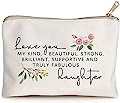 Love you
MY KIND, BEAUTIFUL, STRONG,
BRILLIANT, SUPPORTIVE AND
TRULY FABULOUS
daughter